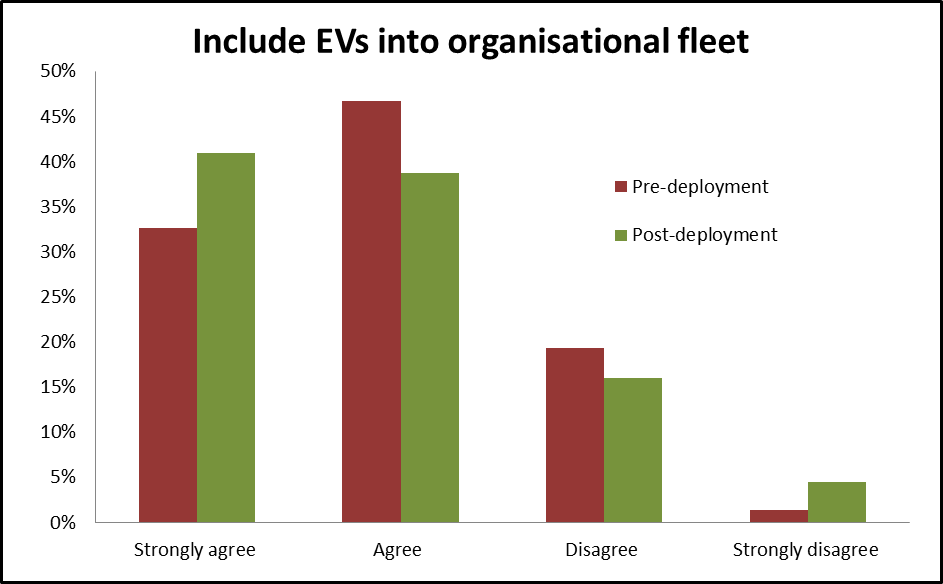 Include EVs into organisational fleet
50%
45%
40%
35%
30%
25%
20%
15%
10%
5%
0%
Pre-deployment
Post-deployment
Strongly agree
Agree
Disagree
Strongly disagree